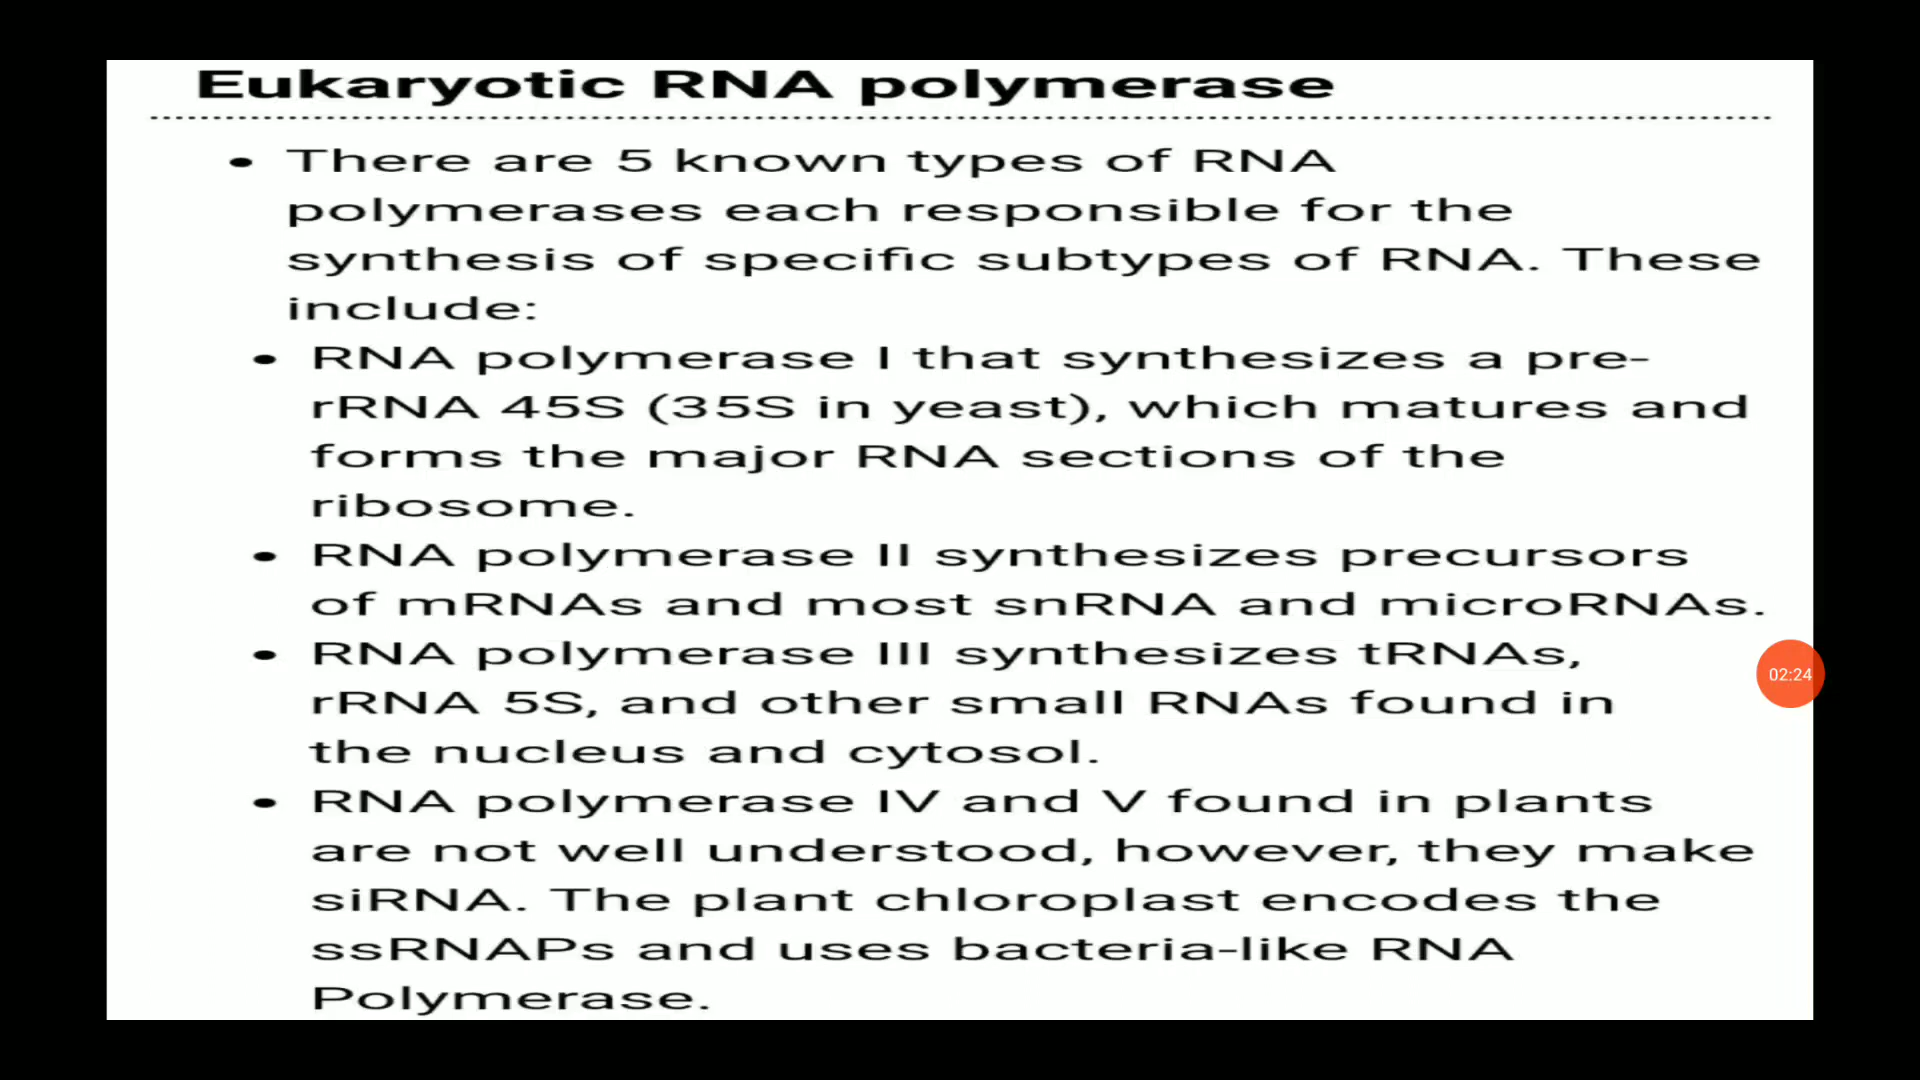 Eukaryotic RNA polymerase
• There are 5 known types of RNA
polymerases each responsible for the
synthesis of specific subtypes of RNA. These
include:
• RNA polymerase I that synthesizes a pre-
rRNA 45S (35S in yeast), which matures and
forms the major RNA sections of the
ribosome.
• RNA polymerase II synthesizes precursors
of mRNAs and most snRNA and microRNAs.
• RNA polymerase III synthesizes tRNAs,
rRNA 5S, and other small RNAs found in
the nucleus and cytosol.
• RNA polymerase IV and V found in plants
are not well understood, however, they make
siRNA. The plant chloroplast encodes the
ssRNAPs and uses bacteria-like RNA
Polymerase.
02:24